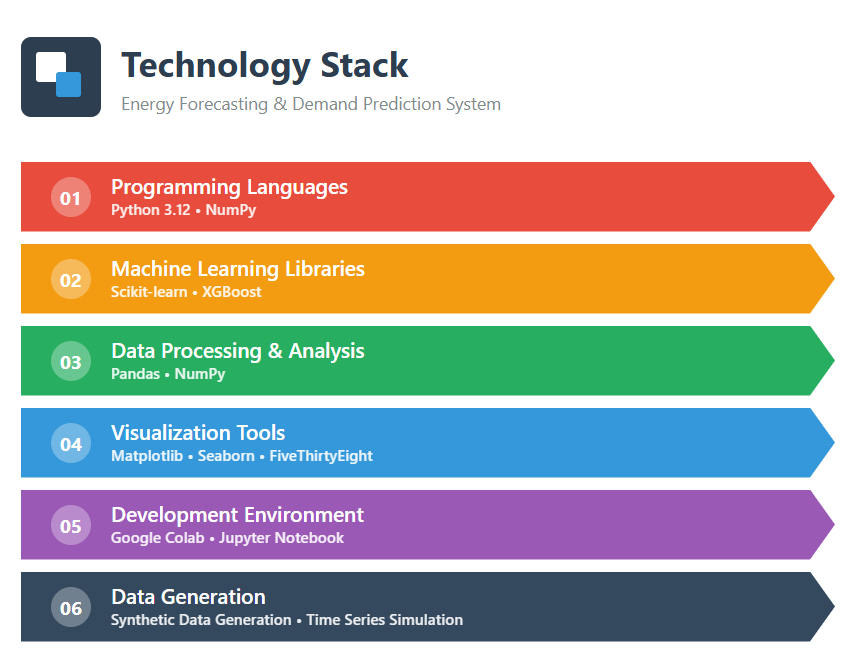 Technology Stack
Energy Forecasting & Demand Prediction System
01
Programming Languages
Python 3.12 • NumPy
02
Machine Learning Libraries
Scikit-learn • XGBoost
03
Data Processing & Analysis
Pandas • NumPy
04
Visualization Tools
Matplotlib • Seaborn • FiveThirtyEight
05
Development Environment
Google Colab • Jupyter Notebook
06
Data Generation
Synthetic Data Generation • Time Series Simulation